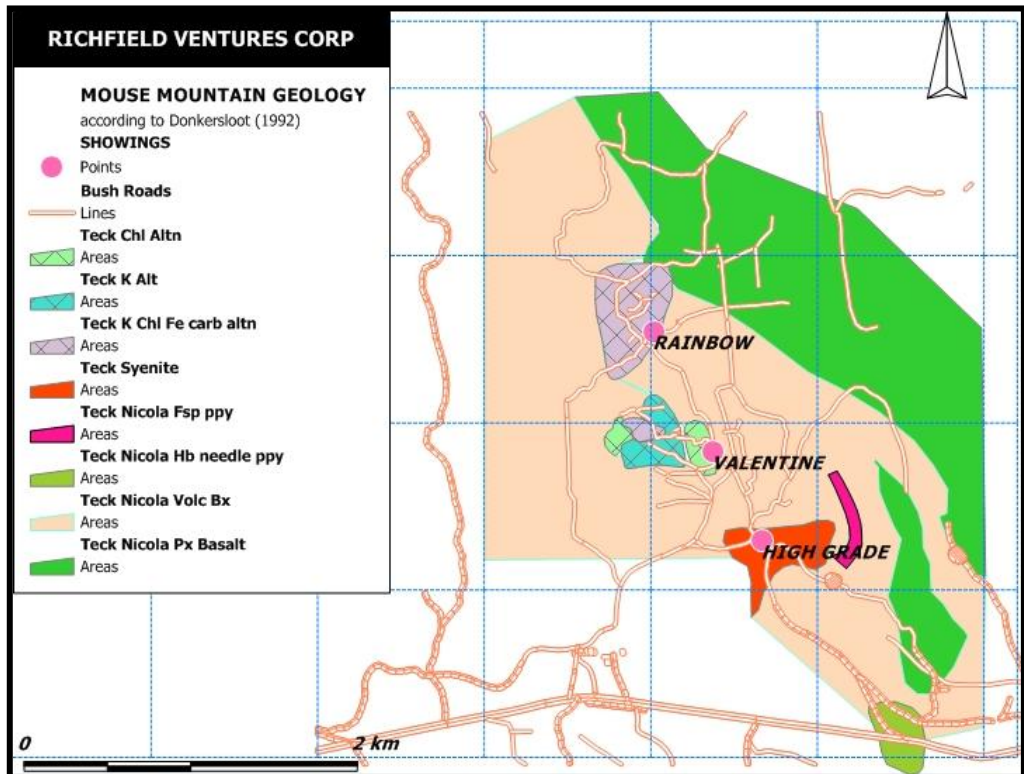 RICHFIELD VENTURES CORP
MOUSE MOUNTAIN GEOLOGY
according to Donkersloot (1992)
SHOWINGS
Points
Bush Roads
Lines
Teck Chl Altn
Areas
Teck K Alt
Areas
Teck K Chl Fe carb altn
Areas
Teck Syenite
Areas
Teck Nicola Fsp ppy
Areas
Teck Nicola Hb needle ppy
Areas
Teck Nicola Volc Bx
Areas
Teck Nicola Px Basalt
Areas
RAINBOW
VALENTINE
HIGH GRADE
0 2 km